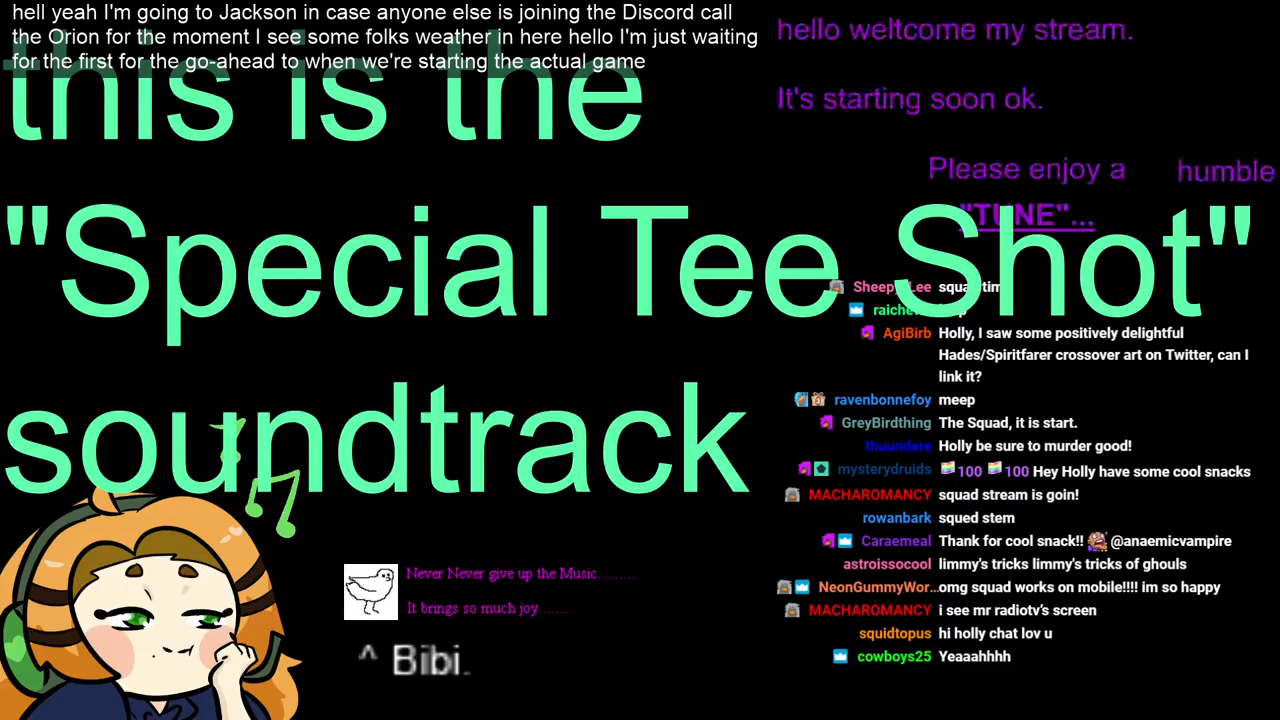 hell yeah I'm going to Jackson in case anyone else is joining the Discord call
the Orion for the moment I see some folks weather in here hello I'm just waiting
for the first for the go-ahead to when we're starting the actual game
this is the
"Special Tee Shot"
soundtrack
hello weltcome my stream.
It's starting soon ok.
Please enjoy a humble
"TUNE"...
AgiBirb Holly, I saw some positively delightful
Hades/Spiritfarer crossover art on Twitter, can I
link it?
ravenbonnefoy meep
GreyBirdthing The Squad, it is start.
thuundere Holly be sure to murder good!
mysterydruids 100 100 Hey Holly have some cool snacks
MACHAROMANCY squad stream is goin!
rowanbark squed stem
Caraemeal Thank for cool snack!! @anaemicvampire
astroissocool limmy's tricks limmy's tricks of ghouls
NeonGummyWor... omg squad works on mobile!!!! im so happy
MACHAROMANCY i see mr radiotv's screen
squidtopus hi holly chat lov u
cowboys25 Yeaaahhhh
Never Never give up the Music.........
It brings so much joy .......
^ Bibi.